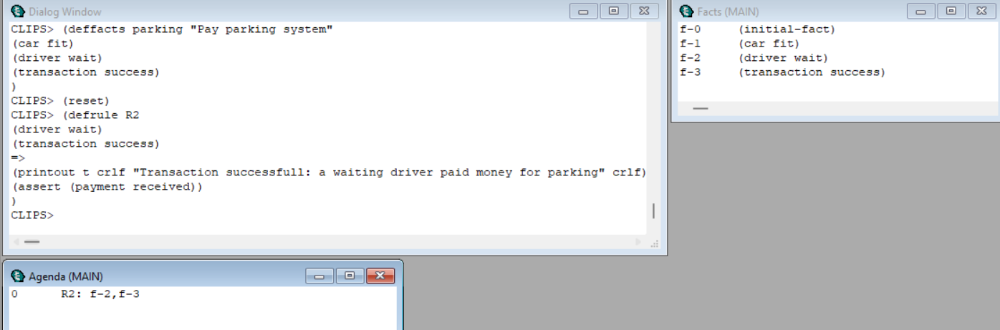 Dialog Window
CLIPS> (deffacts parking "Pay parking system"
(car fit)
(driver wait)
(transaction success)
)
CLIPS> (reset)
CLIPS> (defrule R2
(driver wait)
(transaction success)
=>
(printout t crlf "Transaction successfull: a waiting driver paid money for parking" crlf)
(assert (payment received))
)
CLIPS>
Facts (MAIN)
f-0 (initial-fact)
f-1 (car fit)
f-2 (driver wait)
f-3 (transaction success)
Agenda (MAIN)
0 R2: f-2,f-3